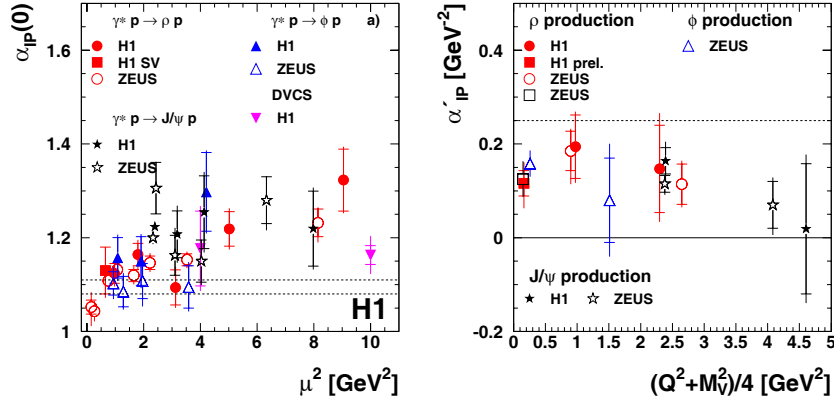 α_IP(0)
γ* p → ρ p
H1
H1 SV
ZEUS
γ* p → J/ψ p
H1
ZEUS
γ* p → ϕ p
H1
ZEUS
DVCS
H1
a)
1.6
1.4
1.2
1
H1
0 2 4 6 8 10
μ² [GeV²]
α′_IP [GeV⁻²]
ρ production
H1
H1 prel.
ZEUS
ZEUS
ϕ production
ZEUS
0.4
0.2
0
-0.2
J/ψ production
H1 ZEUS
0 0.5 1 1.5 2 2.5 3 3.5 4 4.5 5
(Q²+M²_V)/4 [GeV²]